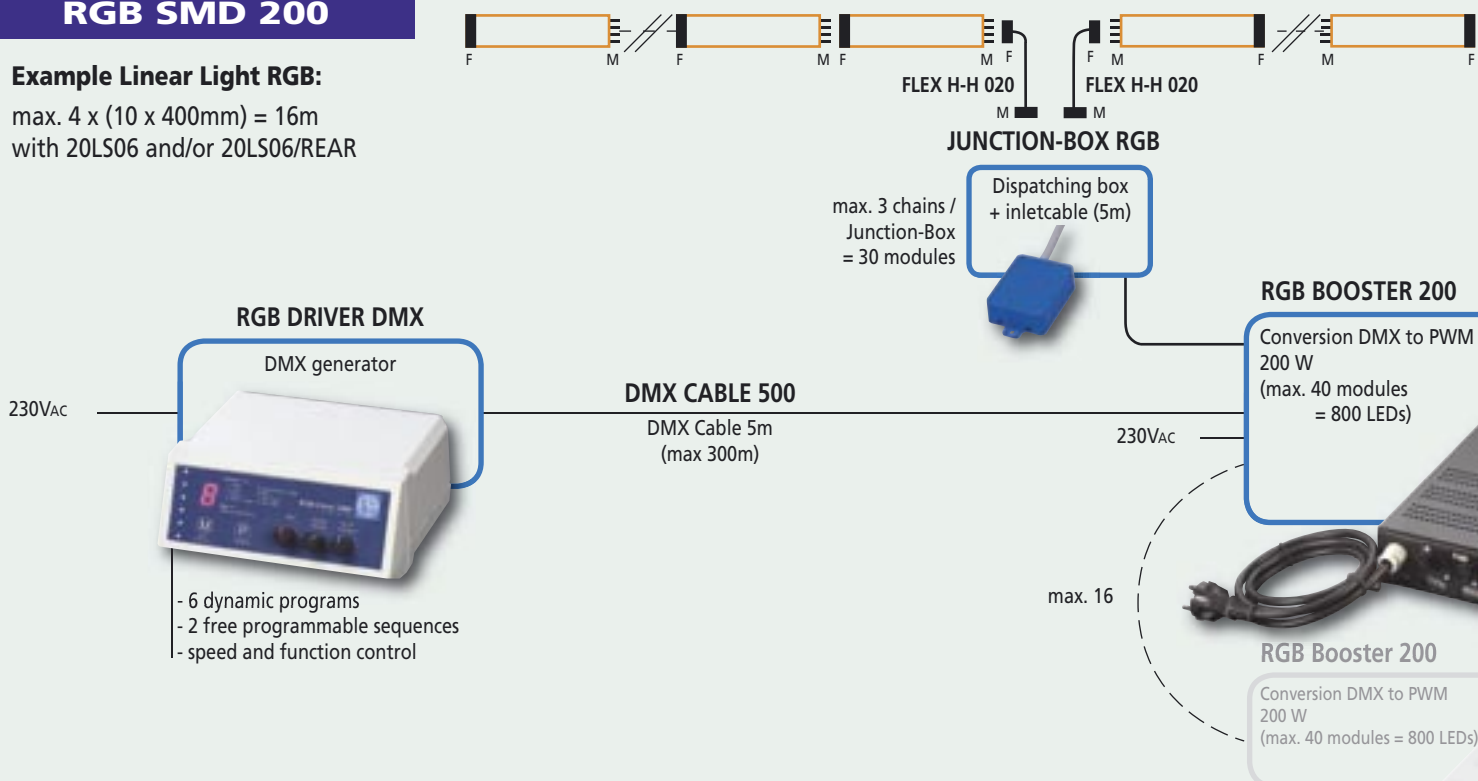 RGB SMD 200
Example Linear Light RGB:
max. 4 x (10 x 400mm) = 16m
with 20LS06 and/or 20LS06/REAR
F M F M F M F F M F M F
FLEX H-H 020 FLEX H-H 020
M M
JUNCTION-BOX RGB
Dispatching box
+ inletcable (5m)
max. 3 chains /
Junction-Box
= 30 modules
RGB DRIVER DMX
DMX generator
230VAC
8
DMX CABLE 500
DMX Cable 5m
(max 300m)
- 6 dynamic programs
- 2 free programmable sequences
- speed and function control
RGB BOOSTER 200
Conversion DMX to PWM
200 W
(max. 40 modules
= 800 LEDs)
230VAC
max. 16
RGB Booster 200
Conversion DMX to PWM
200 W
(max. 40 modules = 800 LEDs)